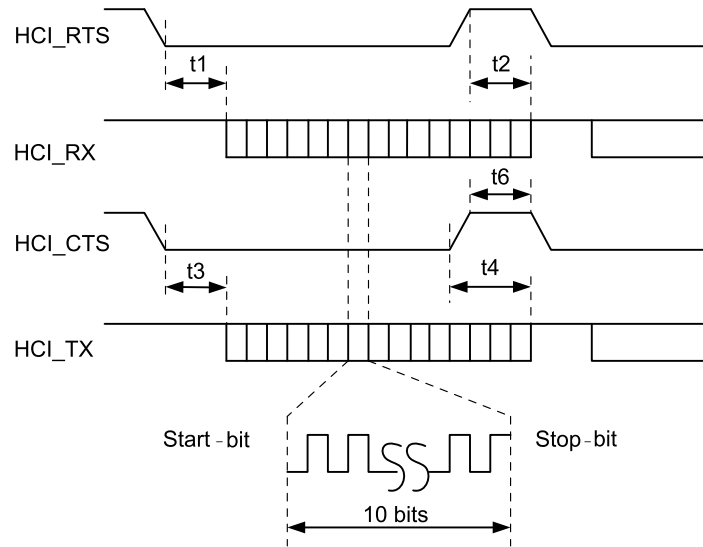 HCI_RTS
t1
t2
HCI_RX
t6
HCI_CTS
t3
t4
HCI_TX
Start-bit
Stop-bit
10 bits